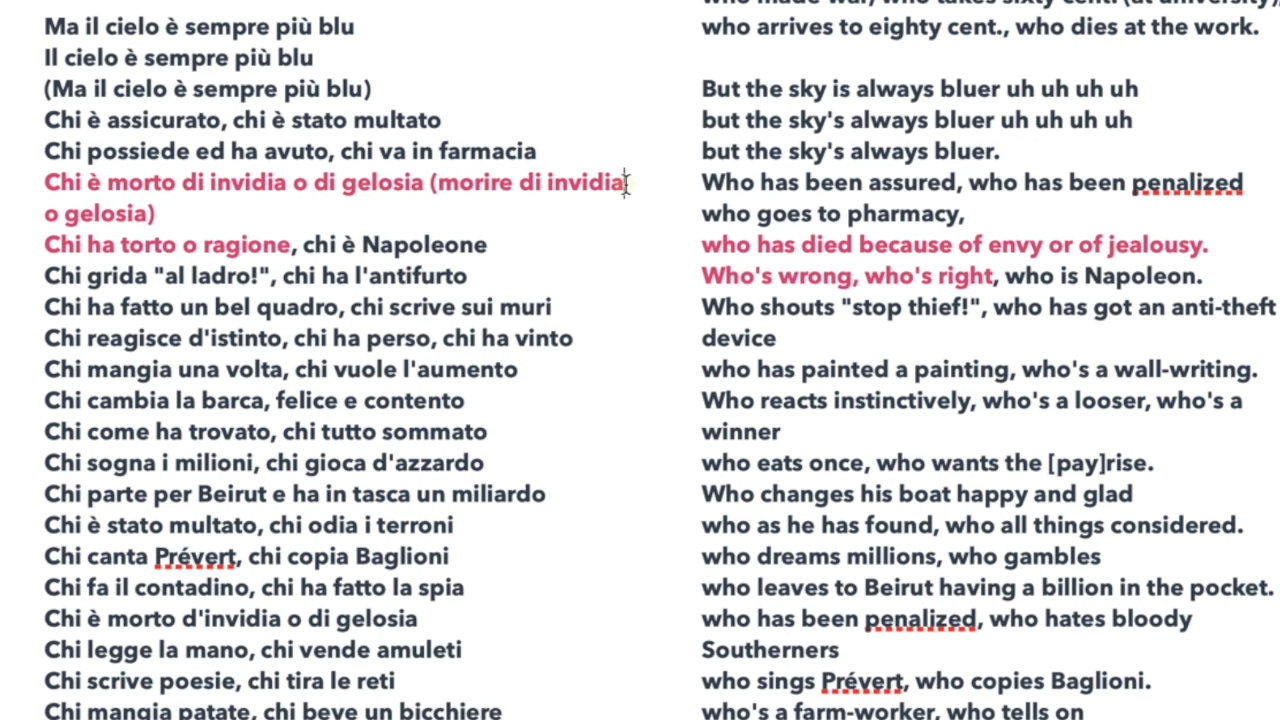 Ma il cielo è sempre più blu
Il cielo è sempre più blu
(Ma il cielo è sempre più blu)
Chi è assicurato, chi è stato multato
Chi possiede ed ha avuto, chi va in farmacia
Chi è morto di invidia o di gelosia (morire di invidia
o gelosia)
Chi ha torto o ragione, chi è Napoleone
Chi grida "al ladro!", chi ha l'antifurto
Chi ha fatto un bel quadro, chi scrive sui muri
Chi reagisce d'istinto, chi ha perso, chi ha vinto
Chi mangia una volta, chi vuole l'aumento
Chi cambia la barca, felice e contento
Chi come ha trovato, chi tutto sommato
Chi sogna i milioni, chi gioca d'azzardo
Chi parte per Beirut e ha in tasca un miliardo
Chi è stato multato, chi odia i terroni
Chi canta Prévert, chi copia Baglioni
Chi fa il contadino, chi ha fatto la spia
Chi è morto d'invidia o di gelosia
Chi legge la mano, chi vende amuleti
Chi scrive poesie, chi tira le reti
Chi mangia patate, chi beve un bicchiere
who made war, who takes sixty cent. (at university),
who arrives to eighty cent., who dies at the work.
But the sky is always bluer uh uh uh uh
but the sky's always bluer uh uh uh uh
but the sky's always bluer.
Who has been assured, who has been penalized
who goes to pharmacy,
who has died because of envy or of jealousy.
Who's wrong, who's right, who is Napoleon.
Who shouts "stop thief!", who has got an anti-theft
device
who has painted a painting, who's a wall-writing.
Who reacts instinctively, who's a looser, who's a
winner
who eats once, who wants the [pay]rise.
Who changes his boat happy and glad
who as he has found, who all things considered.
who dreams millions, who gambles
who leaves to Beirut having a billion in the pocket.
who has been penalized, who hates bloody
Southerners
who sings Prévert, who copies Baglioni.
who's a farm-worker, who tells on